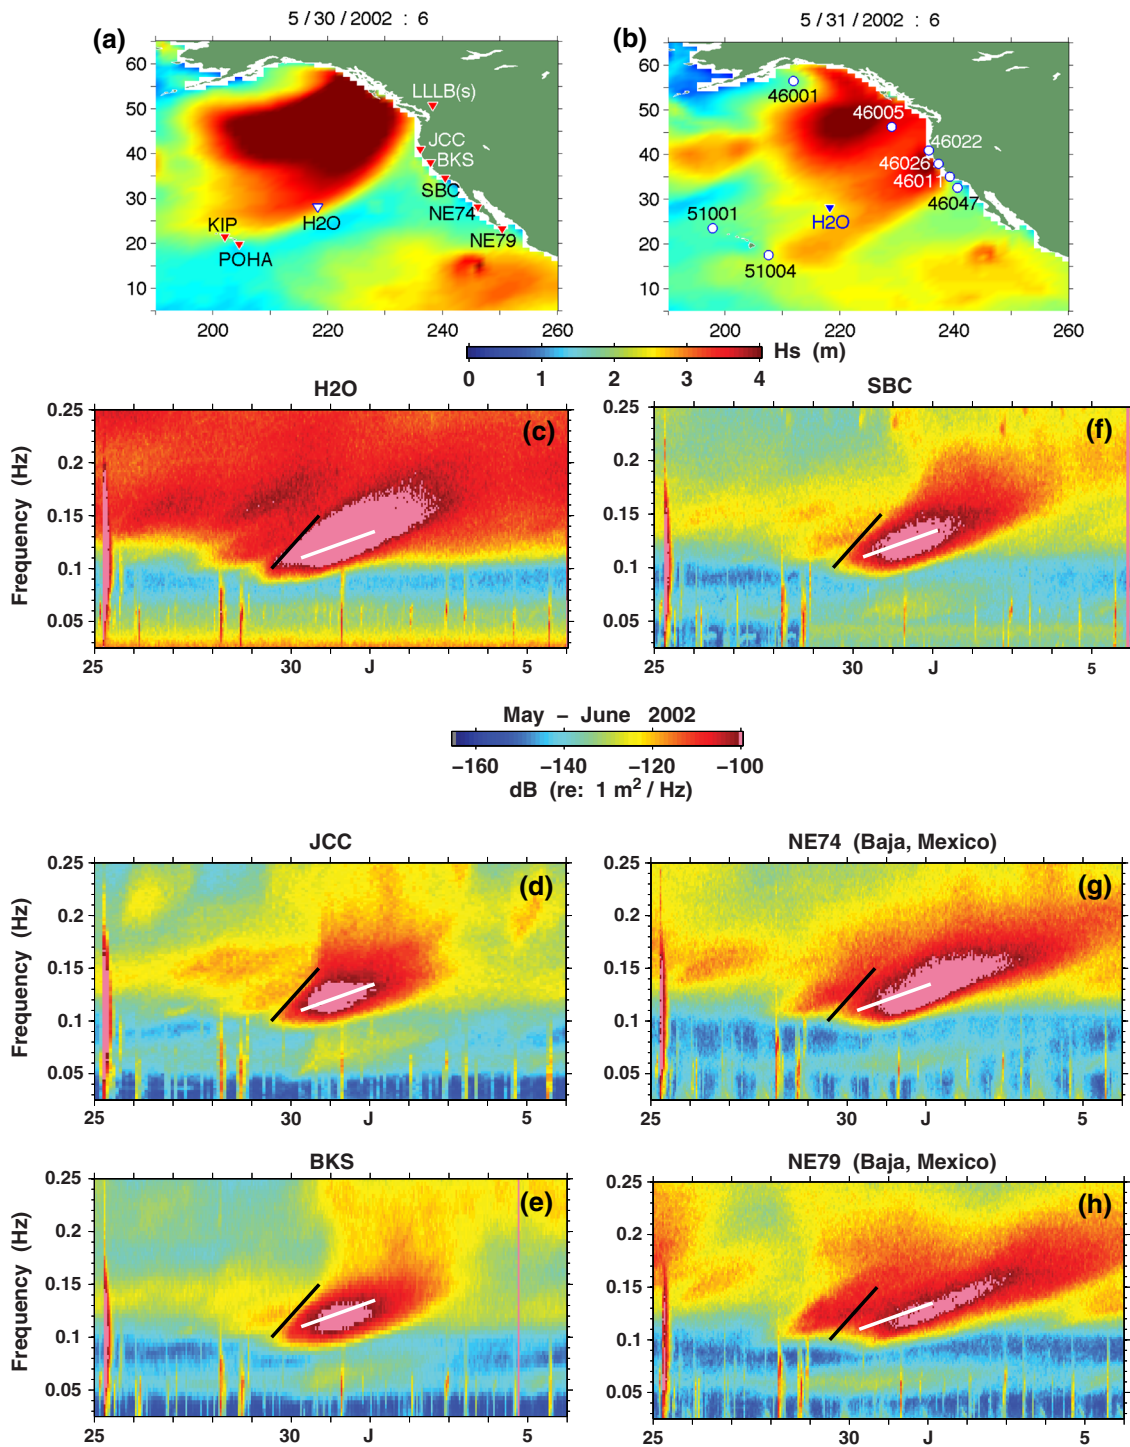 5 / 30 / 2002 : 6
5 / 31 / 2002 : 6
(a)
(b)
60
50
40
30
20
10
LLLB(s)
JCC
BKS
SBC
NE74
NE79
H2O
KIP
POHA
200
220
240
260
60
50
40
30
20
10
46001
46005
46022
46026
46011
46047
51001
H2O
51004
200
220
240
260
Hs (m)
0 1 2 3 4
H2O
(c)
Frequency (Hz)
0.25
0.2
0.15
0.1
0.05
25 30 J 5
SBC
(f)
0.25
0.2
0.15
0.1
0.05
25 30 J 5
May – June 2002
−160 −140 −120 −100
dB (re: 1 m² / Hz)
JCC
(d)
Frequency (Hz)
0.25
0.2
0.15
0.1
0.05
25 30 J 5
NE74 (Baja, Mexico)
(g)
0.25
0.2
0.15
0.1
0.05
25 30 J 5
BKS
(e)
Frequency (Hz)
0.25
0.2
0.15
0.1
0.05
25 30 J 5
NE79 (Baja, Mexico)
(h)
0.25
0.2
0.15
0.1
0.05
25 30 J 5